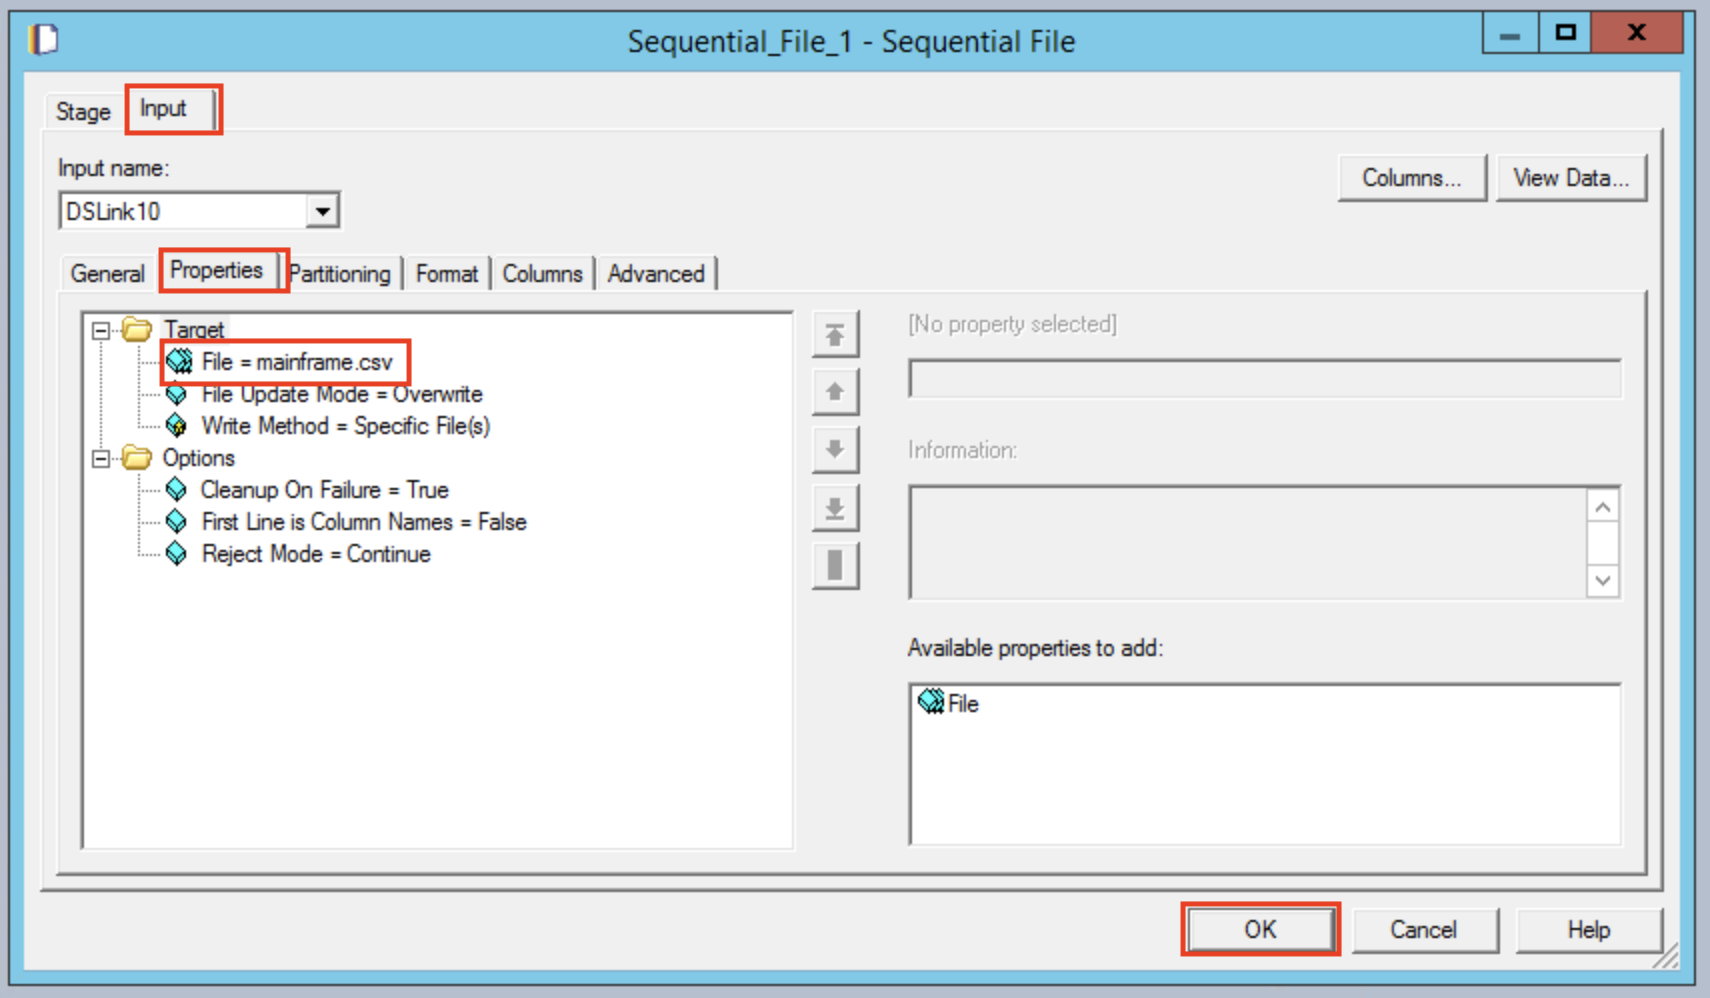 Sequential_File_1 - Sequential File
Stage Input
Input name:
DSLink10
Columns... View Data...
General Properties Partitioning Format Columns Advanced
Target
File = mainframe.csv
File Update Mode = Overwrite
Write Method = Specific File(s)
Options
Cleanup On Failure = True
First Line is Column Names = False
Reject Mode = Continue
[No property selected]
Information:
Available properties to add:
File
OK Cancel Help